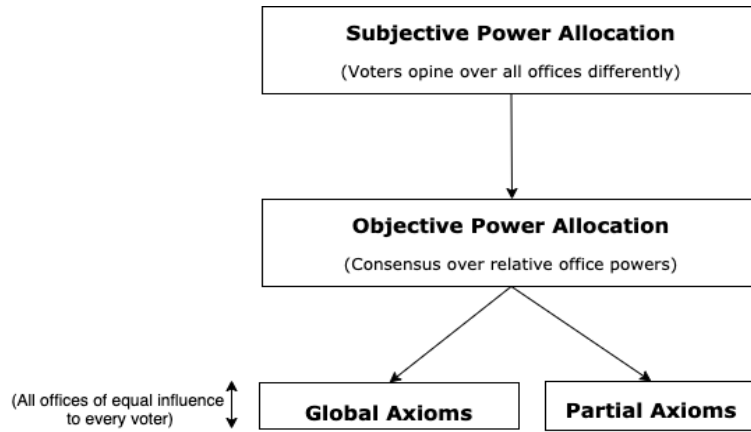 Subjective Power Allocation
(Voters opine over all offices differently)
Objective Power Allocation
(Consensus over relative office powers)
(All offices of equal influence
to every voter)
Global Axioms
Partial Axioms